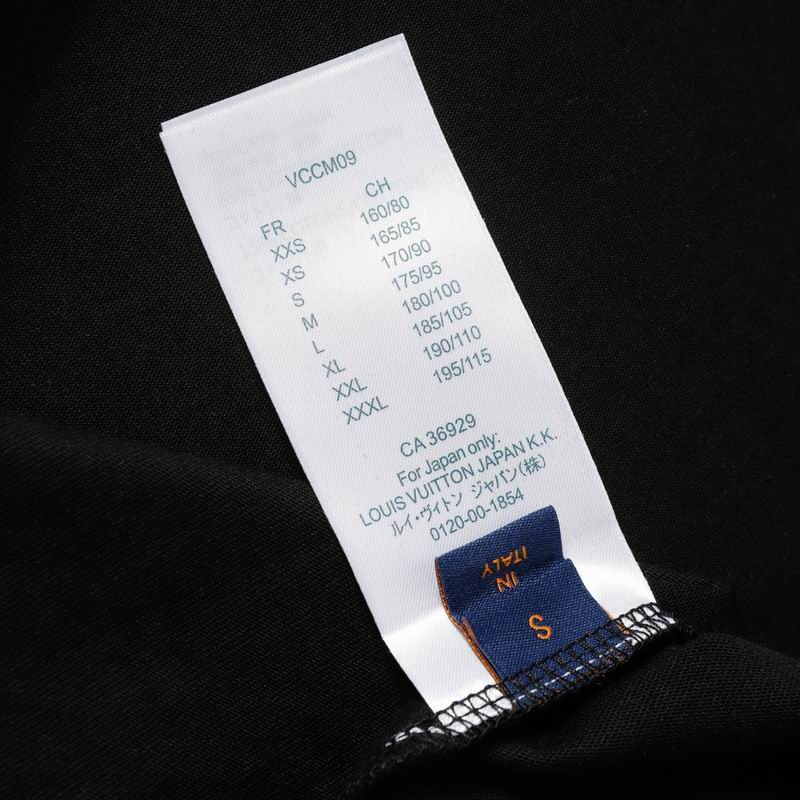 VCCM09
FR CH
XXS 160/80
XS 165/85
S 170/90
M 175/95
L 180/100
XL 185/105
XXL 190/110
XXXL 195/115
CA 36929
For Japan only:
LOUIS VUITTON JAPAN K.K.
ルイ・ヴィトン ジャパン(株)
0120-00-1854
IN
ITALY
S